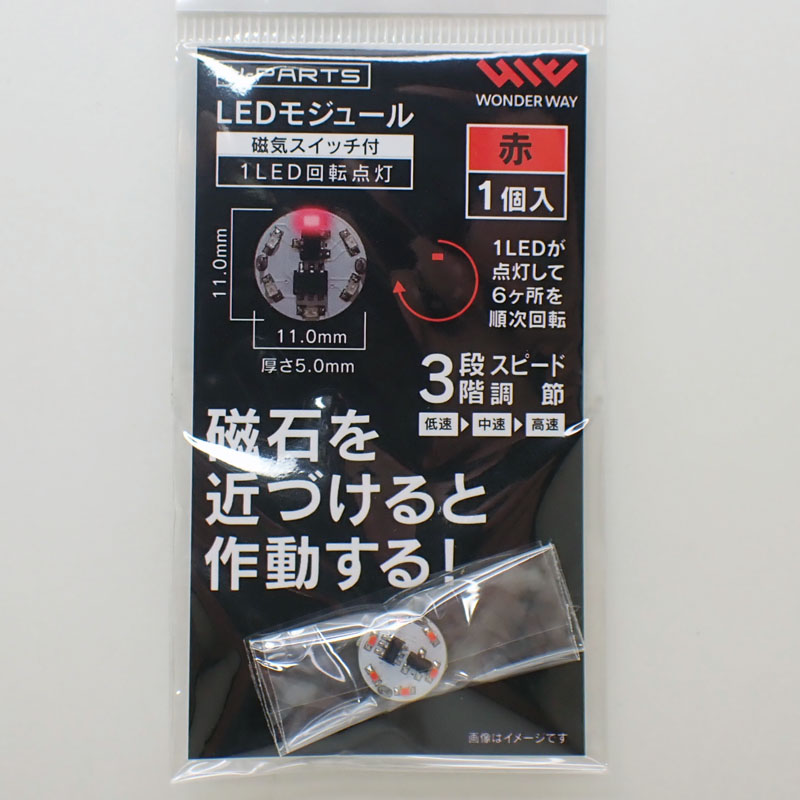 PARTS
WONDER WAY
LEDモジュール
磁気スイッチ付
1LED回転点灯
赤
1個入
11.0mm
11.0mm
厚さ5.0mm
1LEDが
点灯して
6ヶ所を
順次回転
3段階スピード調節
低速▶中速▶高速
磁石を
近づけると
作動する!
画像はイメージです